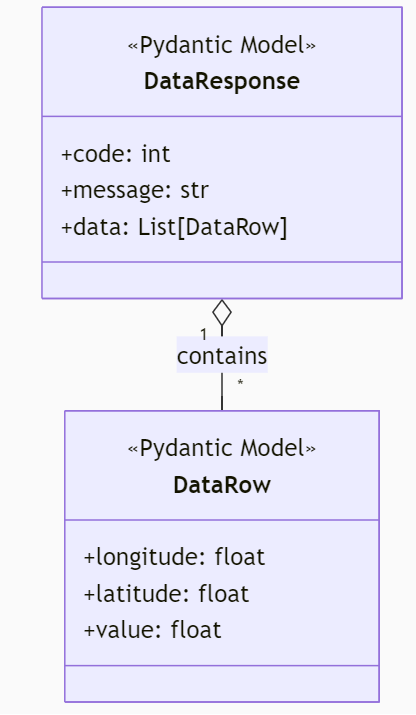 «Pydantic Model»
DataResponse
+code: int
+message: str
+data: List[DataRow]
1
contains
*
«Pydantic Model»
DataRow
+longitude: float
+latitude: float
+value: float